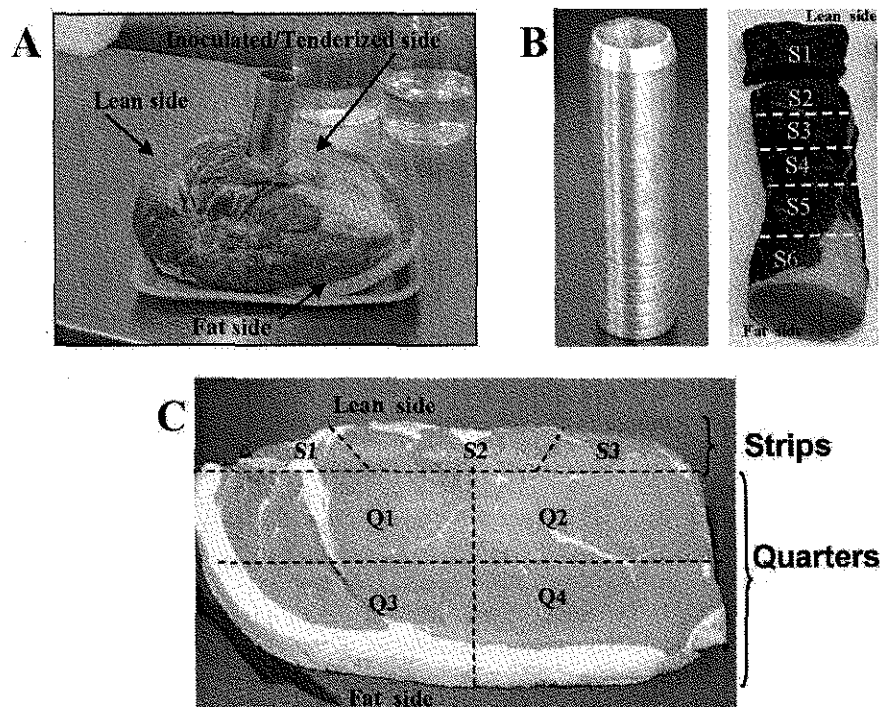 A
Inoculated/Tenderized side
Lean side
Fat side
B
Lean side
S1
S2
S3
S4
S5
S6
Fat side
C
Lean side
S1
S2
S3
Strips
Q1
Q2
Quarters
Q3
Q4
Fat side